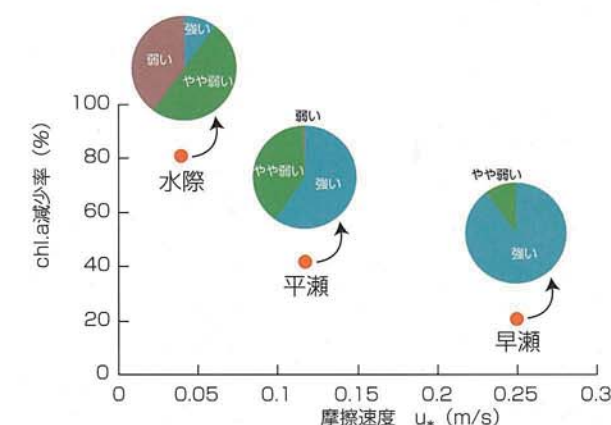 強い
弱い
やや弱い
100
弱い
chl.a減少率 (%)
80
やや弱い
強い
やや弱い
水際
60
強い
40
平瀬
20
早瀬
0
0
0.05
0.1
0.15
0.2
0.25
0.3
摩擦速度 u* (m/s)